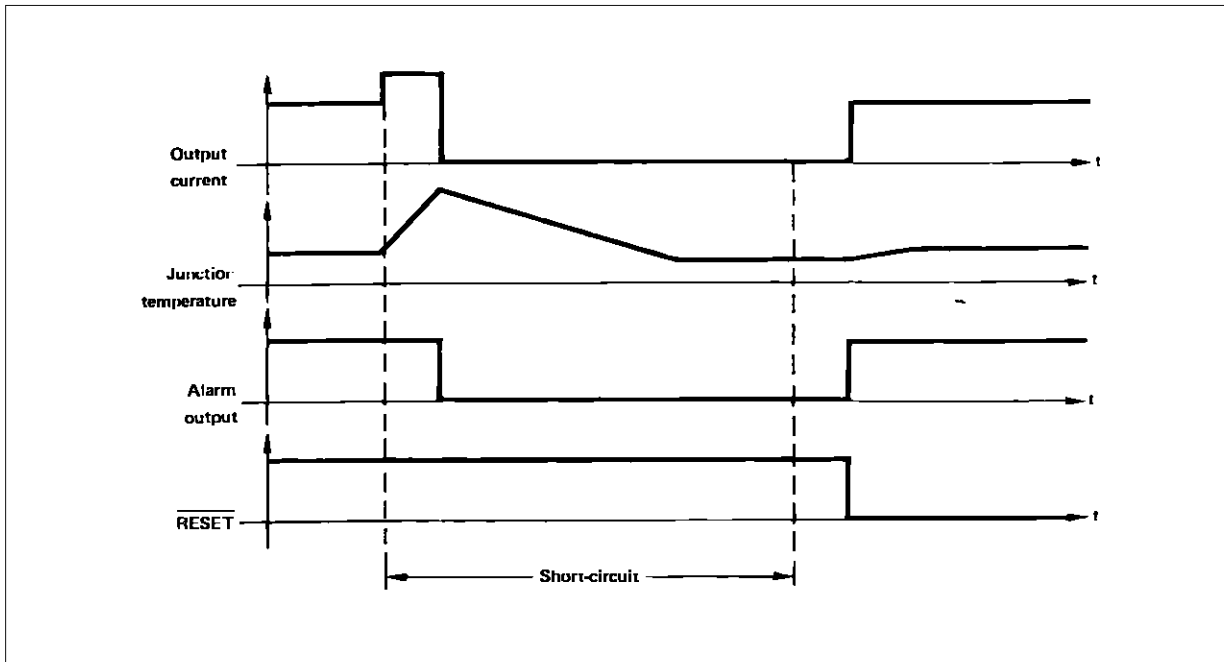 Output
current
t
Junction
temperature
t
Alarm
output
t
RESET
t
Short-circuit